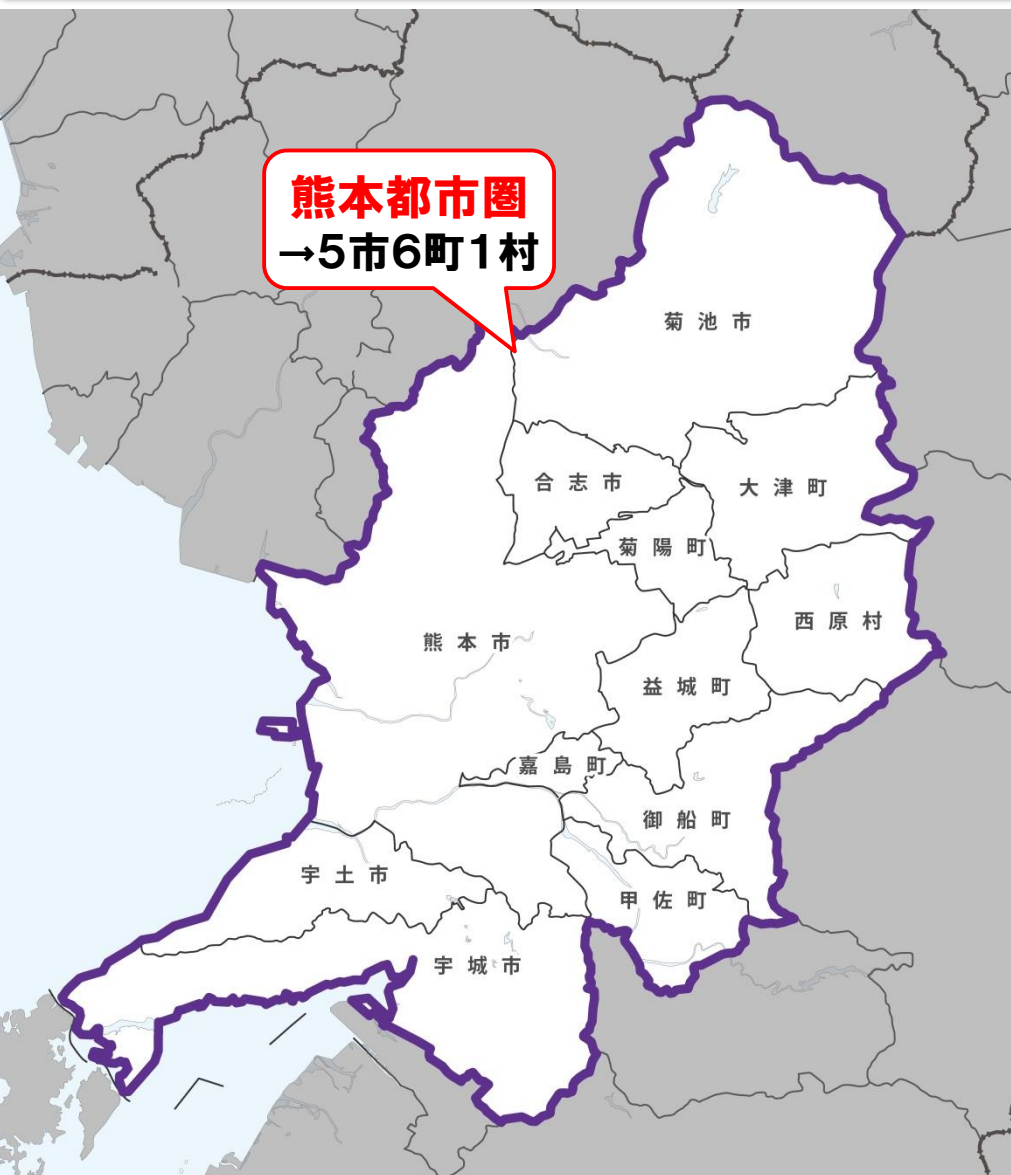 熊本都市圏
→5市6町1村
菊池市
合志市
大津町
菊陽町
西原村
熊本市
益城町
嘉島町
御船町
宇土市
甲佐町
宇城市